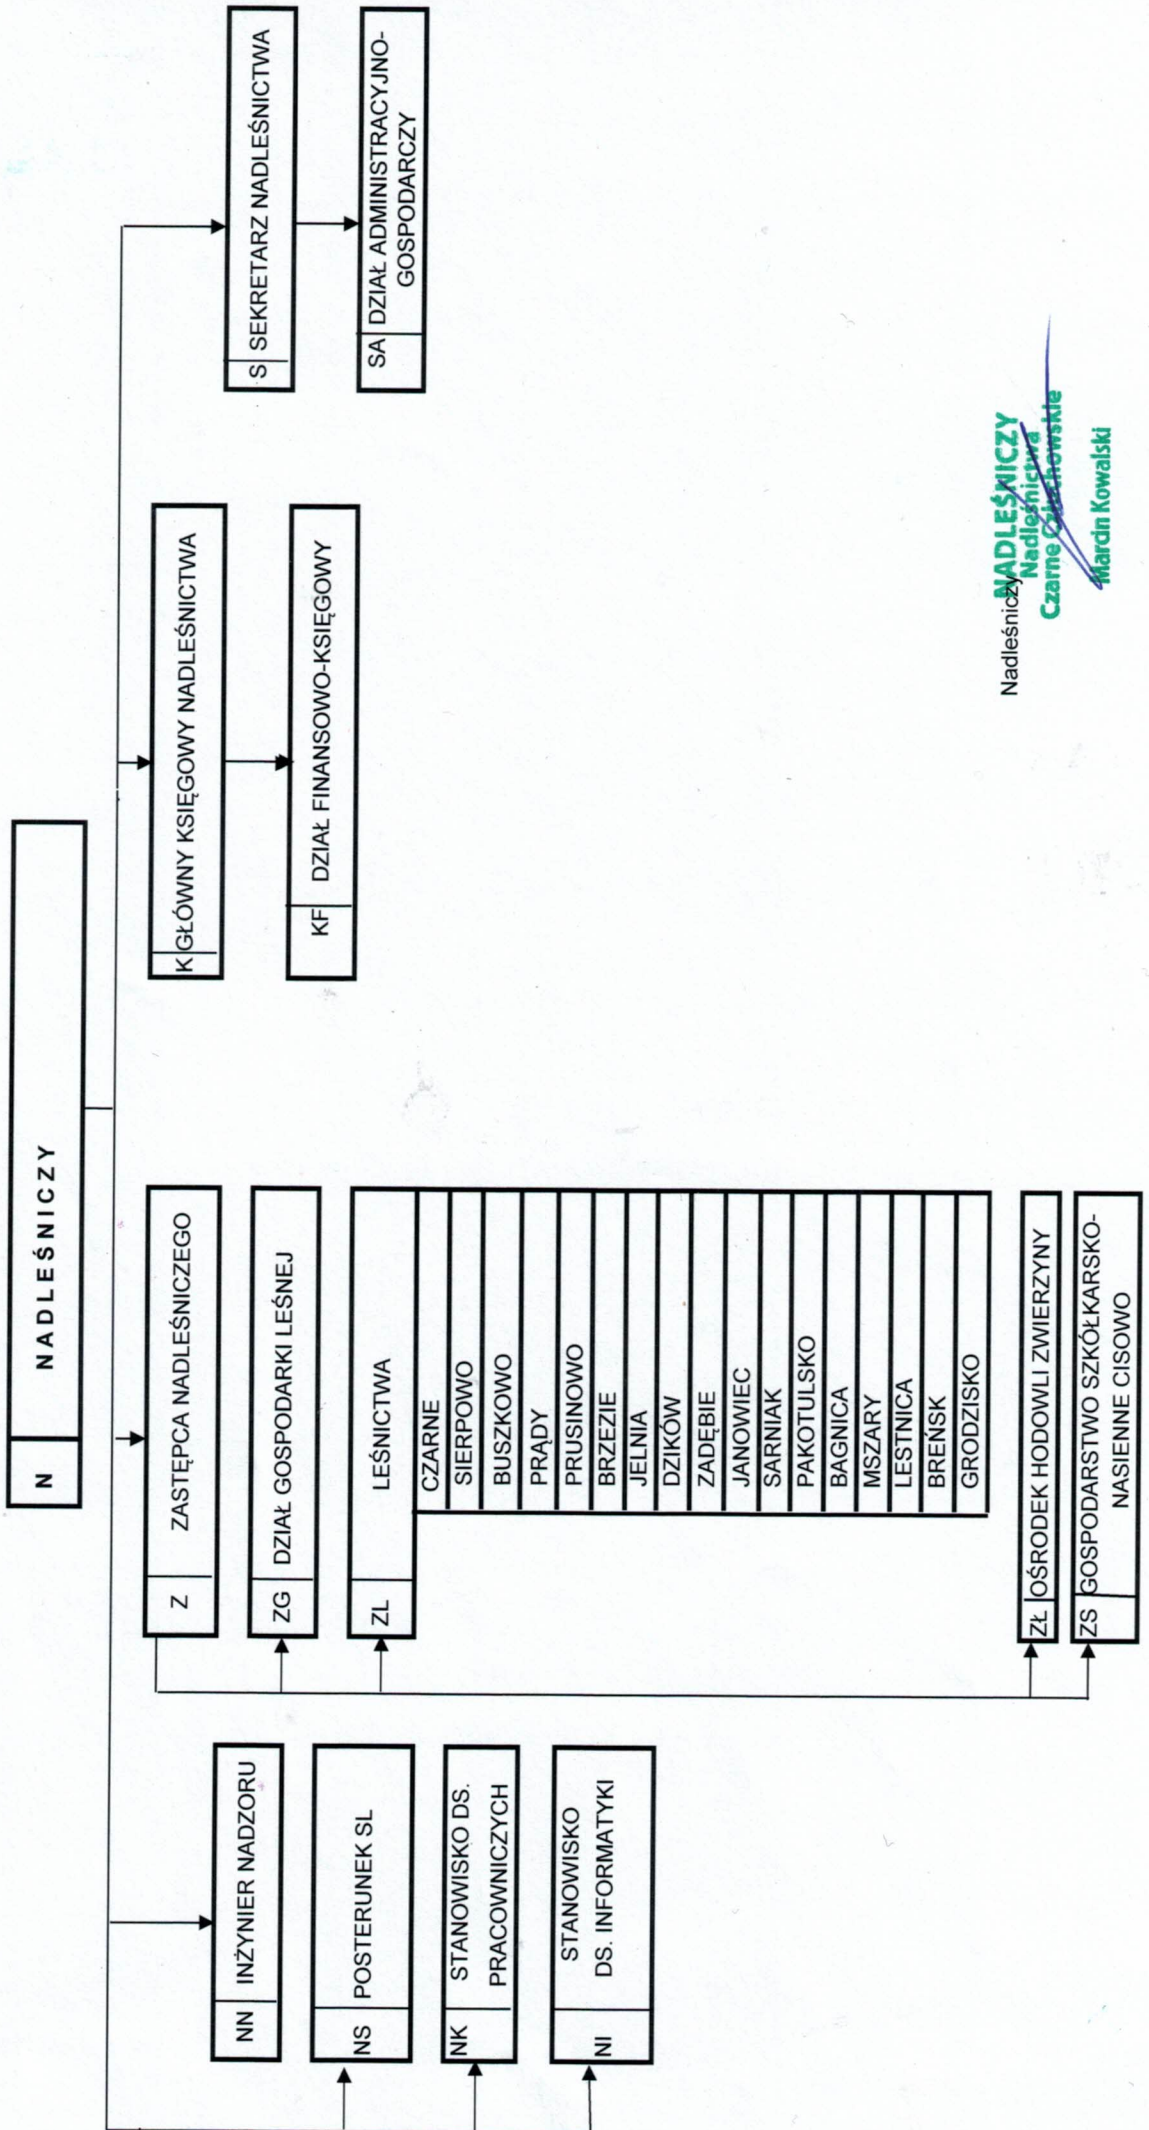 N NADLEŚNICZY
NN INŻYNIER NADZORU
NS POSTERUNEK SL
NK STANOWISKO DS.
PRACOWNICZYCH
NI STANOWISKO
DS. INFORMATYKI
Z ZASTĘPCA NADLEŚNICZEGO
ZG DZIAŁ GOSPODARKI LEŚNEJ
ZL LEŚNICTWA
CZARNE
SIERPOWO
BUSZKOWO
PRĄDY
PRUSINOWO
BRZEZIE
JELNIA
DZIKÓW
ZADĘBIE
JANOWIEC
SARNIAK
PAKOTULSKO
BAGNICA
MSZARY
LESTNICA
BREŃSK
GRODZISKO
ZŁ OŚRODEK HODOWLI ZWIERZYNY
ZS GOSPODARSTWO SZKÓŁKARSKO-
NASIENNE CISOWO
K GŁÓWNY KSIĘGOWY NADLEŚNICTWA
KF DZIAŁ FINANSOWO-KSIĘGOWY
S SEKRETARZ NADLEŚNICTWA
SA DZIAŁ ADMINISTRACYJNO-
GOSPODARCZY
Nadleśniczy
NADLEŚNICZY
Nadleśnictwa
Czarne Człuchowskie
Marcin Kowalski